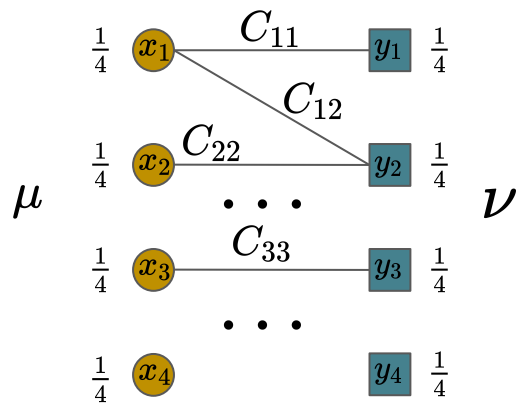 1/4 x₁ C₁₁ y₁ 1/4
C₁₂
1/4 x₂ C₂₂ y₂ 1/4
μ ... ν
1/4 x₃ C₃₃ y₃ 1/4
...
1/4 x₄ y₄ 1/4